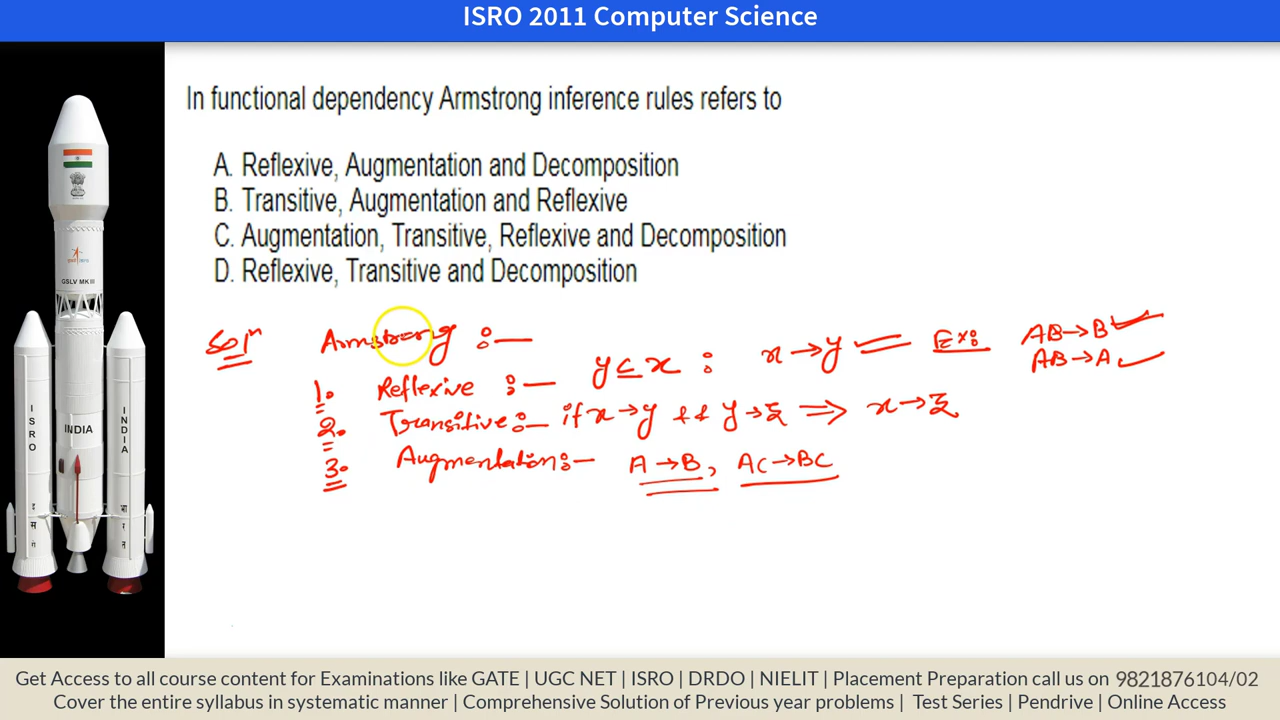 ISRO 2011 Computer Science
In functional dependency Armstrong inference rules refers to
A. Reflexive, Augmentation and Decomposition
B. Transitive, Augmentation and Reflexive
C. Augmentation, Transitive, Reflexive and Decomposition
D. Reflexive, Transitive and Decomposition
Solⁿ Armstrong :—
1. Reflexive :— y ⊆ x : x → y Ex: AB → B
AB → A
2. Transitive :— if x → y && y → z ⟹ x → z
3. Augmentation :— A → B, AC → BC
GSLV MK III
ISRO
INDIA
INDIA
इसरो
भारत
Get Access to all course content for Examinations like GATE | UGC NET | ISRO | DRDO | NIELIT | Placement Preparation call us on 9821876104/02
Cover the entire syllabus in systematic manner | Comprehensive Solution of Previous year problems | Test Series | Pendrive | Online Access